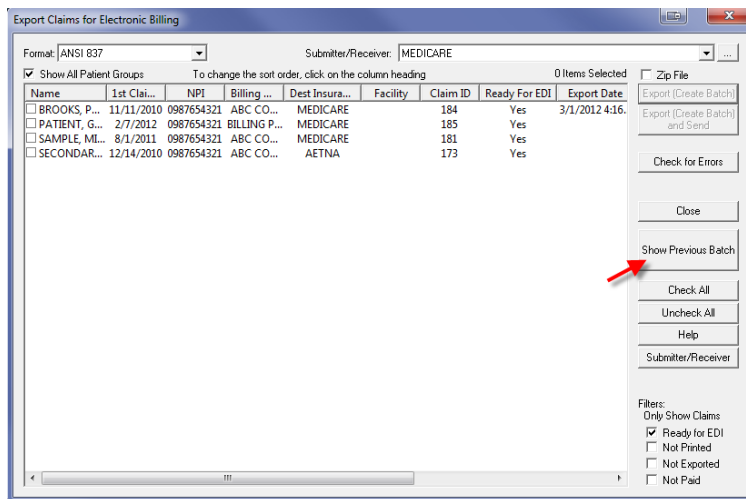 Export Claims for Electronic Billing
Format: ANSI 837 Submitter/Receiver: MEDICARE ...
Show All Patient Groups To change the sort order, click on the column heading 0 Items Selected Zip File
Name 1st Clai... NPI Billing ... Dest Insura... Facility Claim ID Ready For EDI Export Date
BROOKS, P... 11/11/2010 0987654321 ABC CO... MEDICARE 184 Yes 3/1/2012 4:16.
PATIENT, G... 2/7/2012 0987654321 BILLING P... MEDICARE 185 Yes
SAMPLE, MI... 8/1/2011 0987654321 ABC CO... MEDICARE 181 Yes
SECONDAR... 12/14/2010 0987654321 ABC CO... AETNA 173 Yes
Export (Create Batch)
Export (Create Batch)
and Send
Check for Errors
Close
Show Previous Batch
Check All
Uncheck All
Help
Submitter/Receiver
Filters:
Only Show Claims
Ready for EDI
Not Printed
Not Exported
Not Paid